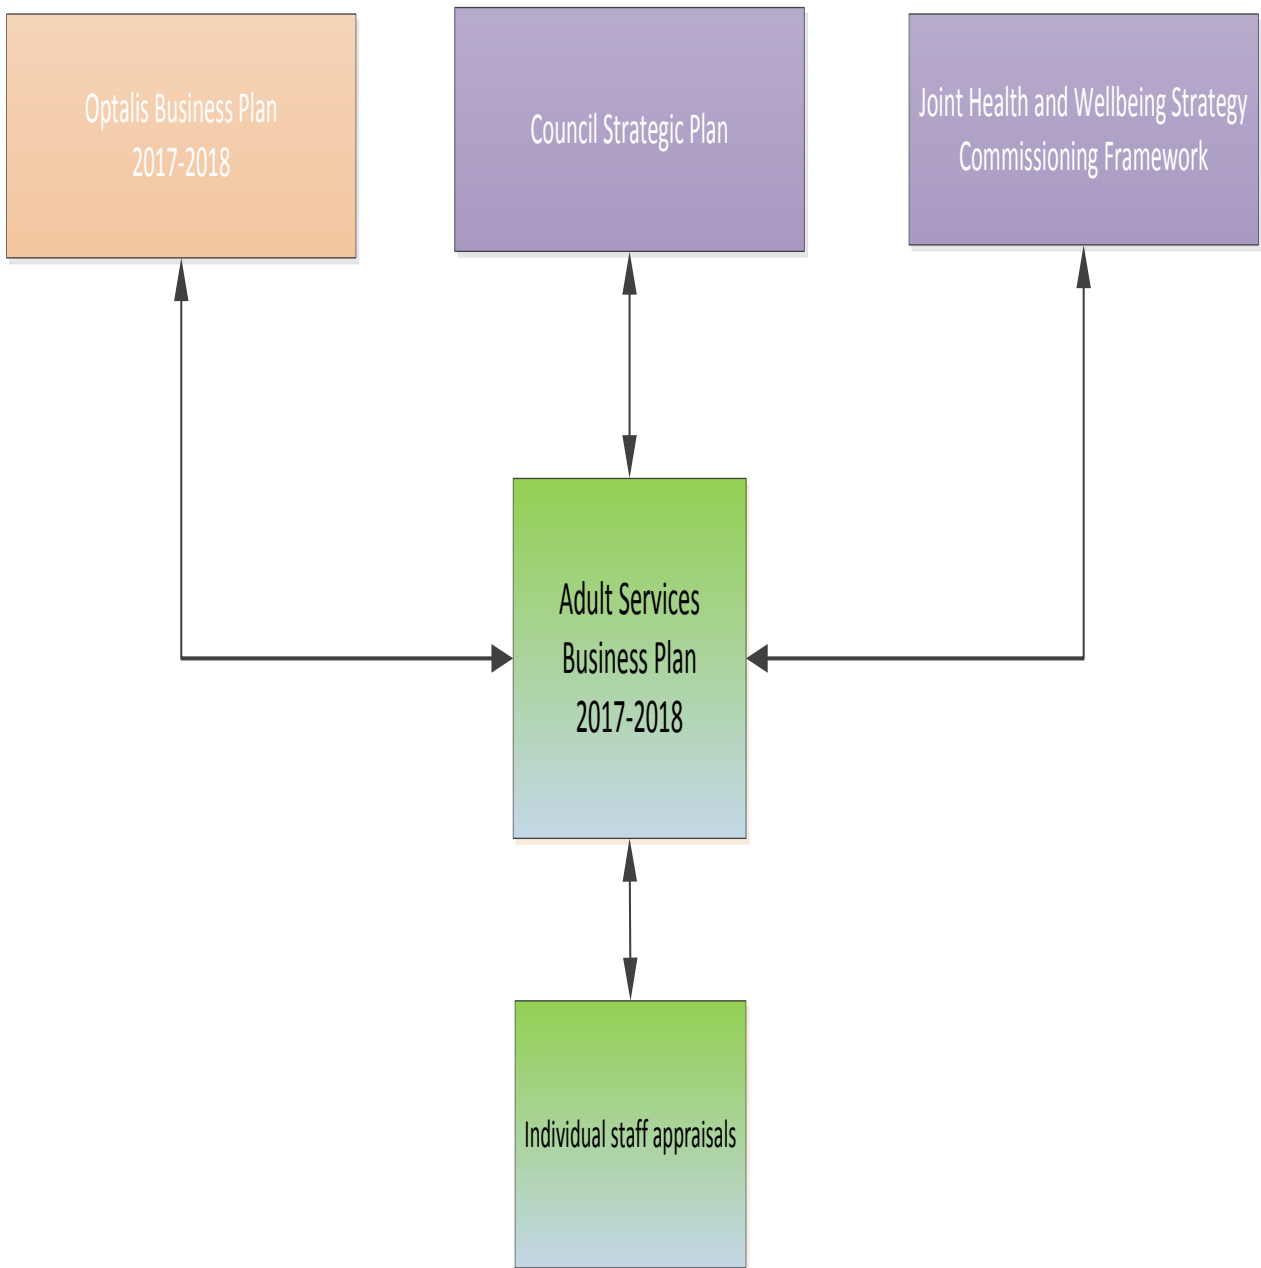 Optalis Business Plan
2017-2018
Council Strategic Plan
Joint Health and Wellbeing Strategy
Commissioning Framework
Adult Services
Business Plan
2017-2018
Individual staff appraisals